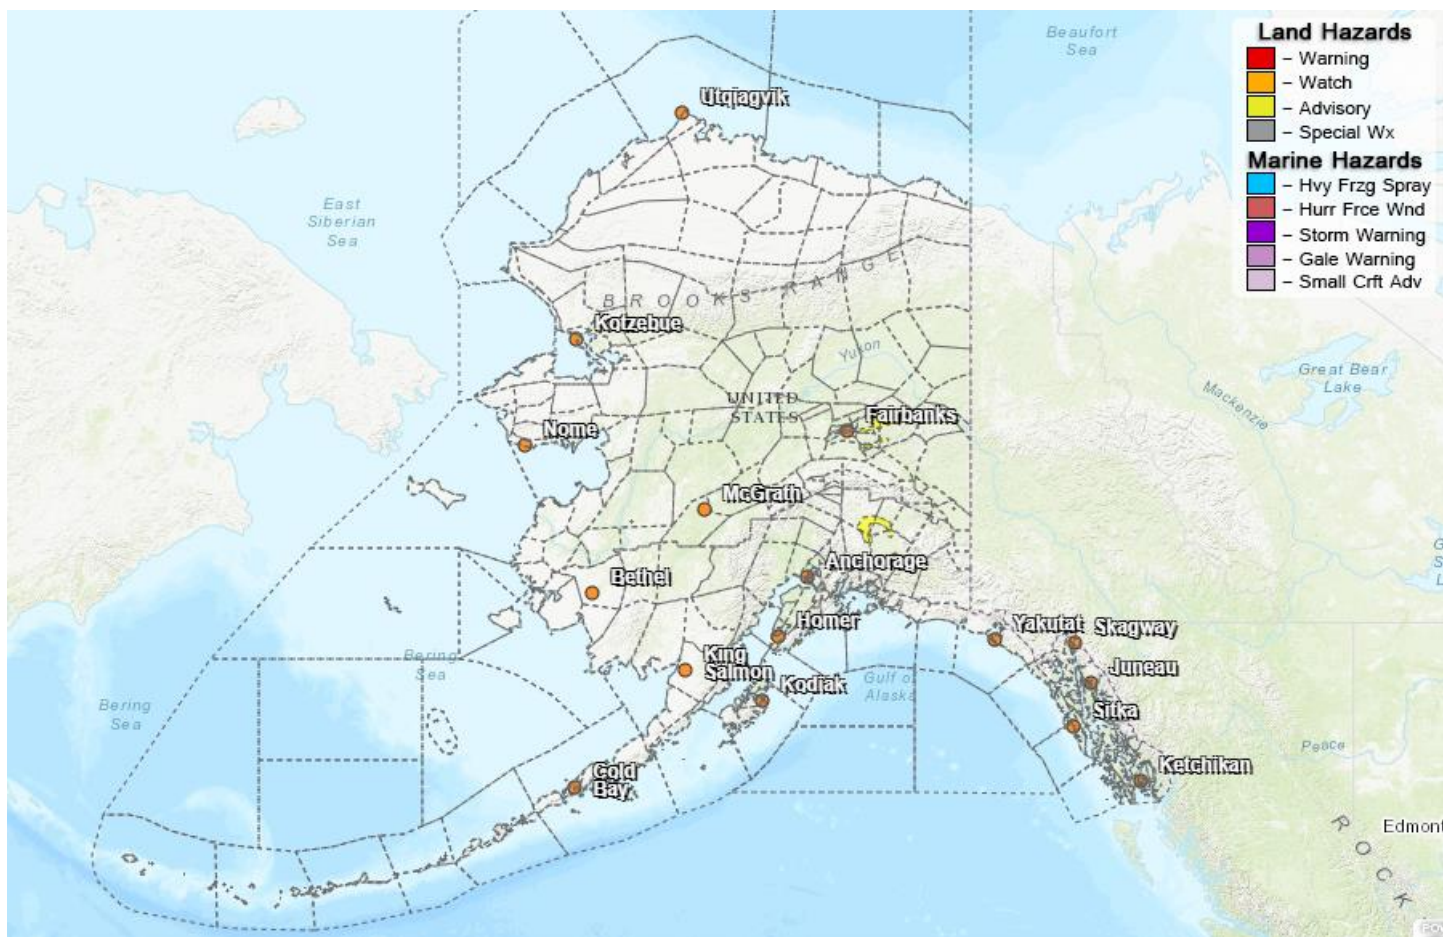 Beaufort
Sea
Land Hazards
– Warning
– Watch
– Advisory
– Special Wx
Marine Hazards
– Hvy Frzg Spray
– Hurr Frce Wnd
– Storm Warning
– Gale Warning
– Small Crft Adv
Utqiagvik
East
Siberian
Sea
BROOKS RANGE
Kotzebue
Yukon
Great Bear
Lake
Mackenzie
UNITED
STATES
Fairbanks
Nome
McGrath
Anchorage
Bethel
Homer
Yakutat
Skagway
King
Salmon
Juneau
Bering
Sea
Kodiak
Gulf o
Alaska
Bering
Sea
Sitka
Peace
Ketchikan
Cold
Bay
Edmont
ROCK